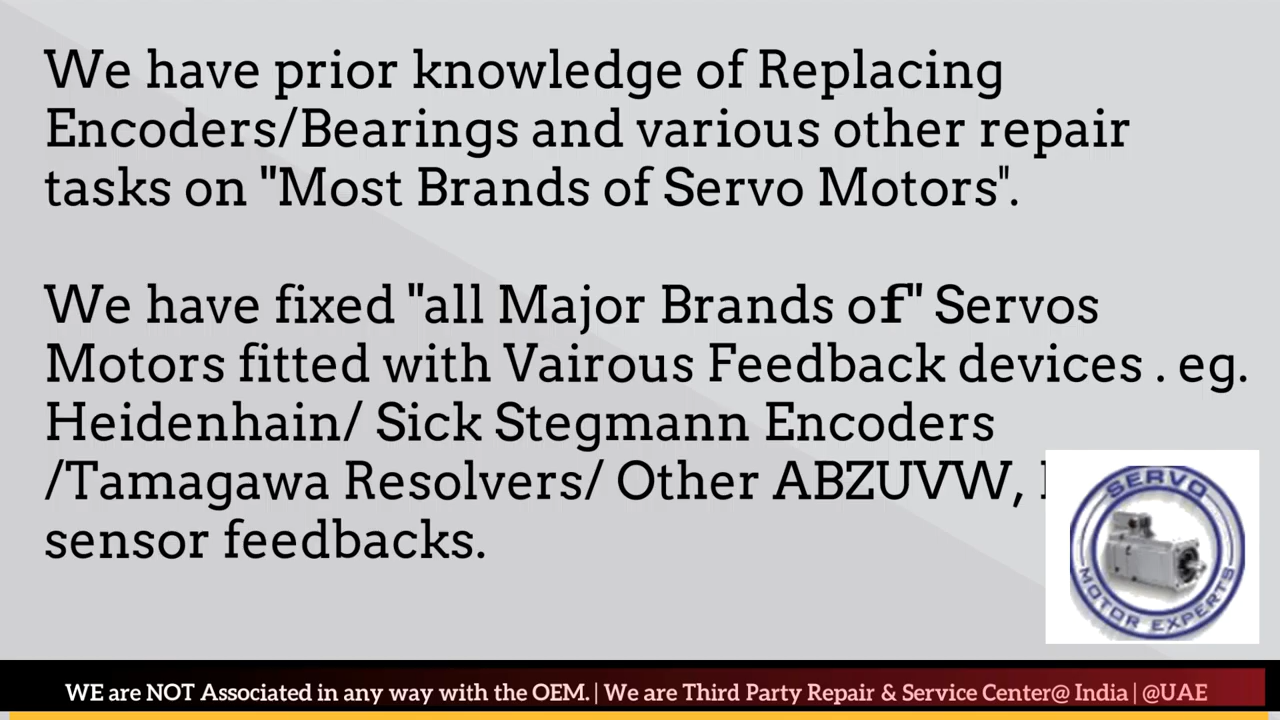 We have prior knowledge of Replacing
Encoders/Bearings and various other repair
tasks on "Most Brands of Servo Motors".
We have fixed "all Major Brands of" Servos
Motors fitted with Vairous Feedback devices . eg.
Heidenhain/ Sick Stegmann Encoders
/Tamagawa Resolvers/ Other ABZUVW,
sensor feedbacks.
SERVO
MOTOR EXPERTS
WE are NOT Associated in any way with the OEM. | We are Third Party Repair & Service Center@ India | @UAE